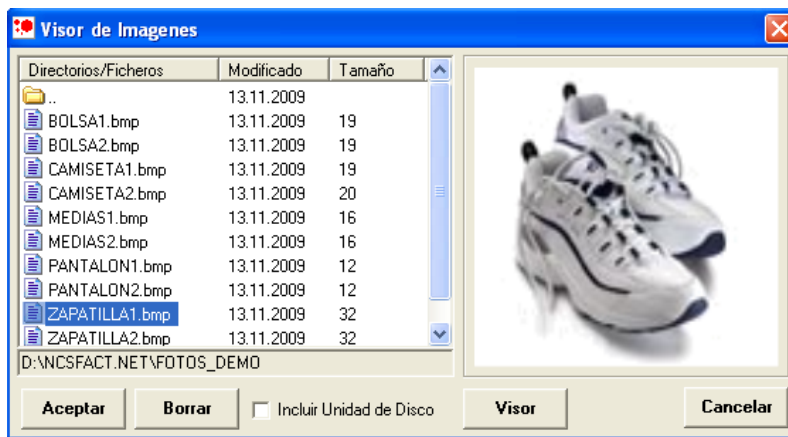 Visor de Imagenes
Directorios/Ficheros Modificado Tamaño
.. 13.11.2009
BOLSA1.bmp 13.11.2009 19
BOLSA2.bmp 13.11.2009 19
CAMISETA1.bmp 13.11.2009 19
CAMISETA2.bmp 13.11.2009 20
MEDIAS1.bmp 13.11.2009 16
MEDIAS2.bmp 13.11.2009 16
PANTALON1.bmp 13.11.2009 12
PANTALON2.bmp 13.11.2009 12
ZAPATILLA1.bmp 13.11.2009 32
ZAPATILLA2.bmp 13.11.2009 32
D:\NCSFACT.NET\FOTOS_DEMO
Aceptar Borrar Incluir Unidad de Disco Visor Cancelar